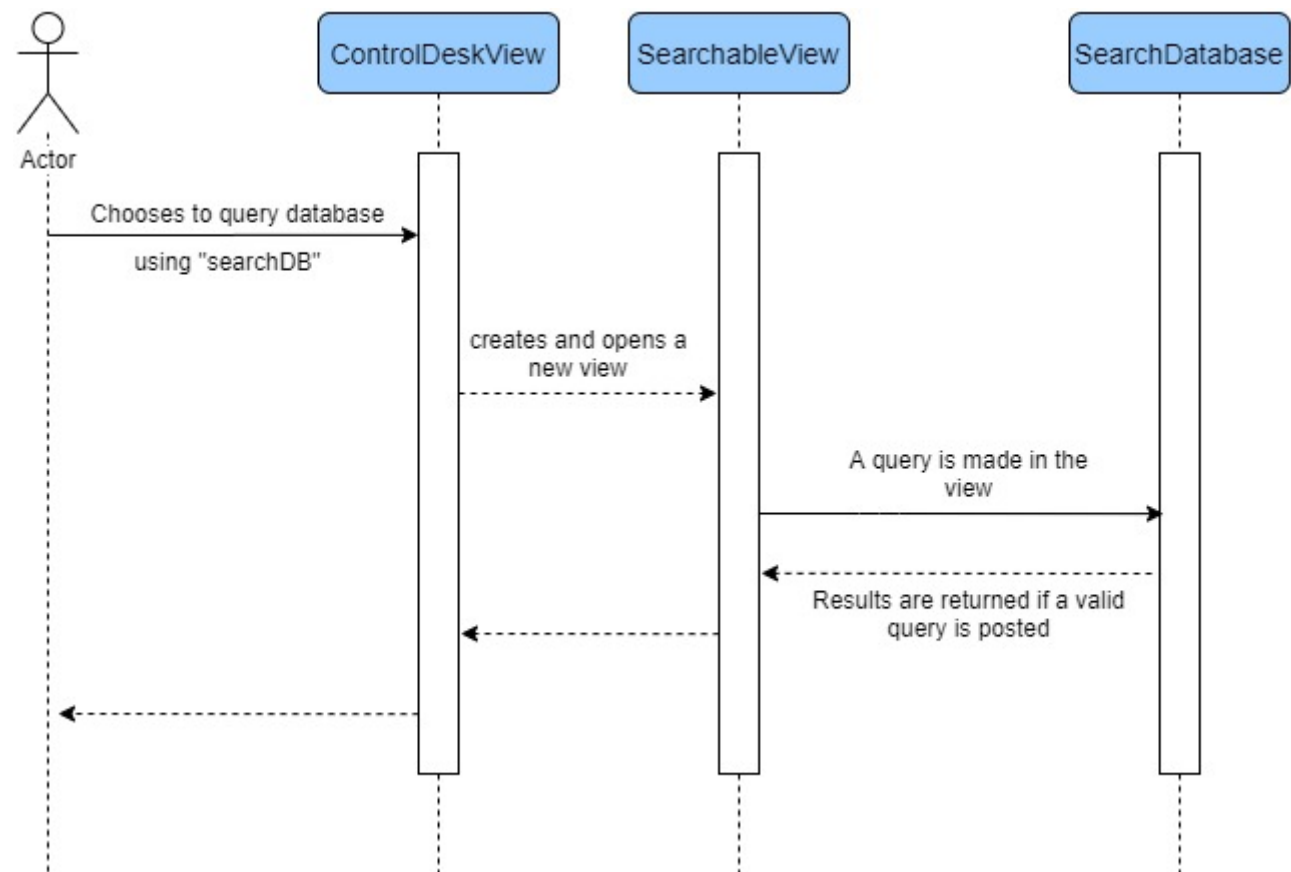 ControlDeskView
SearchableView
SearchDatabase
Actor
Chooses to query database
using "searchDB"
creates and opens a
new view
A query is made in the
view
Results are returned if a valid
query is posted